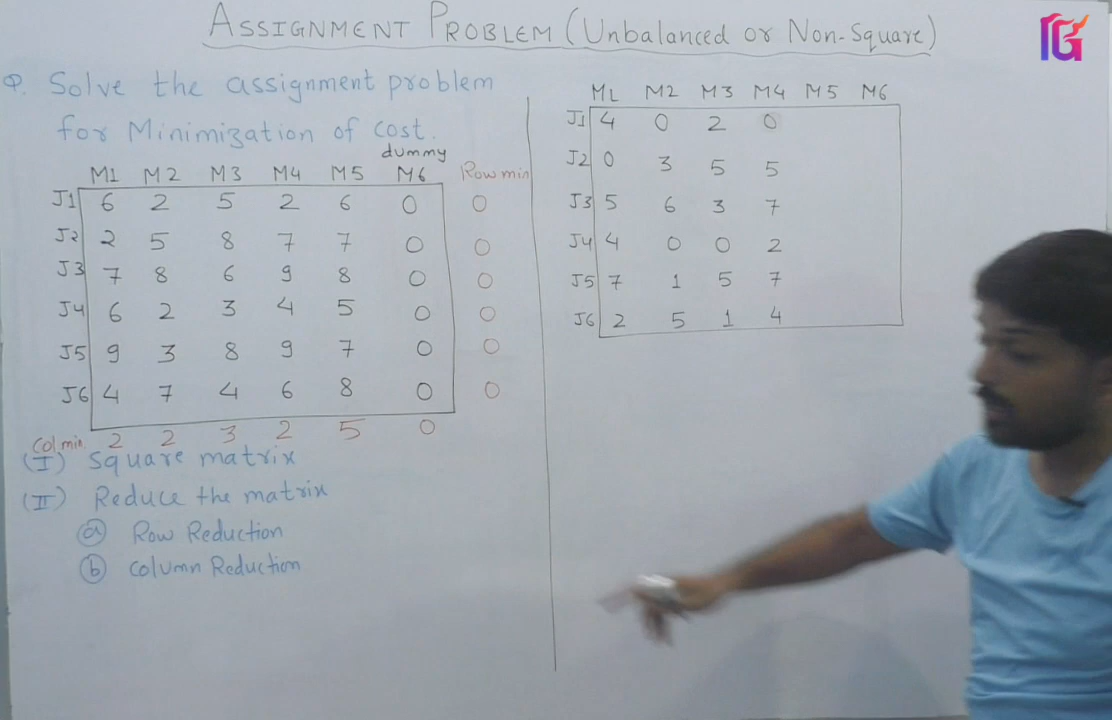 ASSIGNMENT PROBLEM (Unbalanced or Non-Square)
IG
Q. Solve the assignment problem
for Minimization of cost.
dummy
M1 M2 M3 M4 M5 M6 Row min
J1 6 2 5 2 6 0 0
J2 2 5 8 7 7 0 0
J3 7 8 6 9 8 0 0
J4 6 2 3 4 5 0 0
J5 9 3 8 9 7 0 0
J6 4 7 4 6 8 0 0
Col min. 2 2 3 2 5 0
(I) Square matrix
(II) Reduce the matrix
(a) Row Reduction
(b) Column Reduction
M1 M2 M3 M4 M5 M6
J1 4 0 2 0
J2 0 3 5 5
J3 5 6 3 7
J4 4 0 0 2
J5 7 1 5 7
J6 2 5 1 4